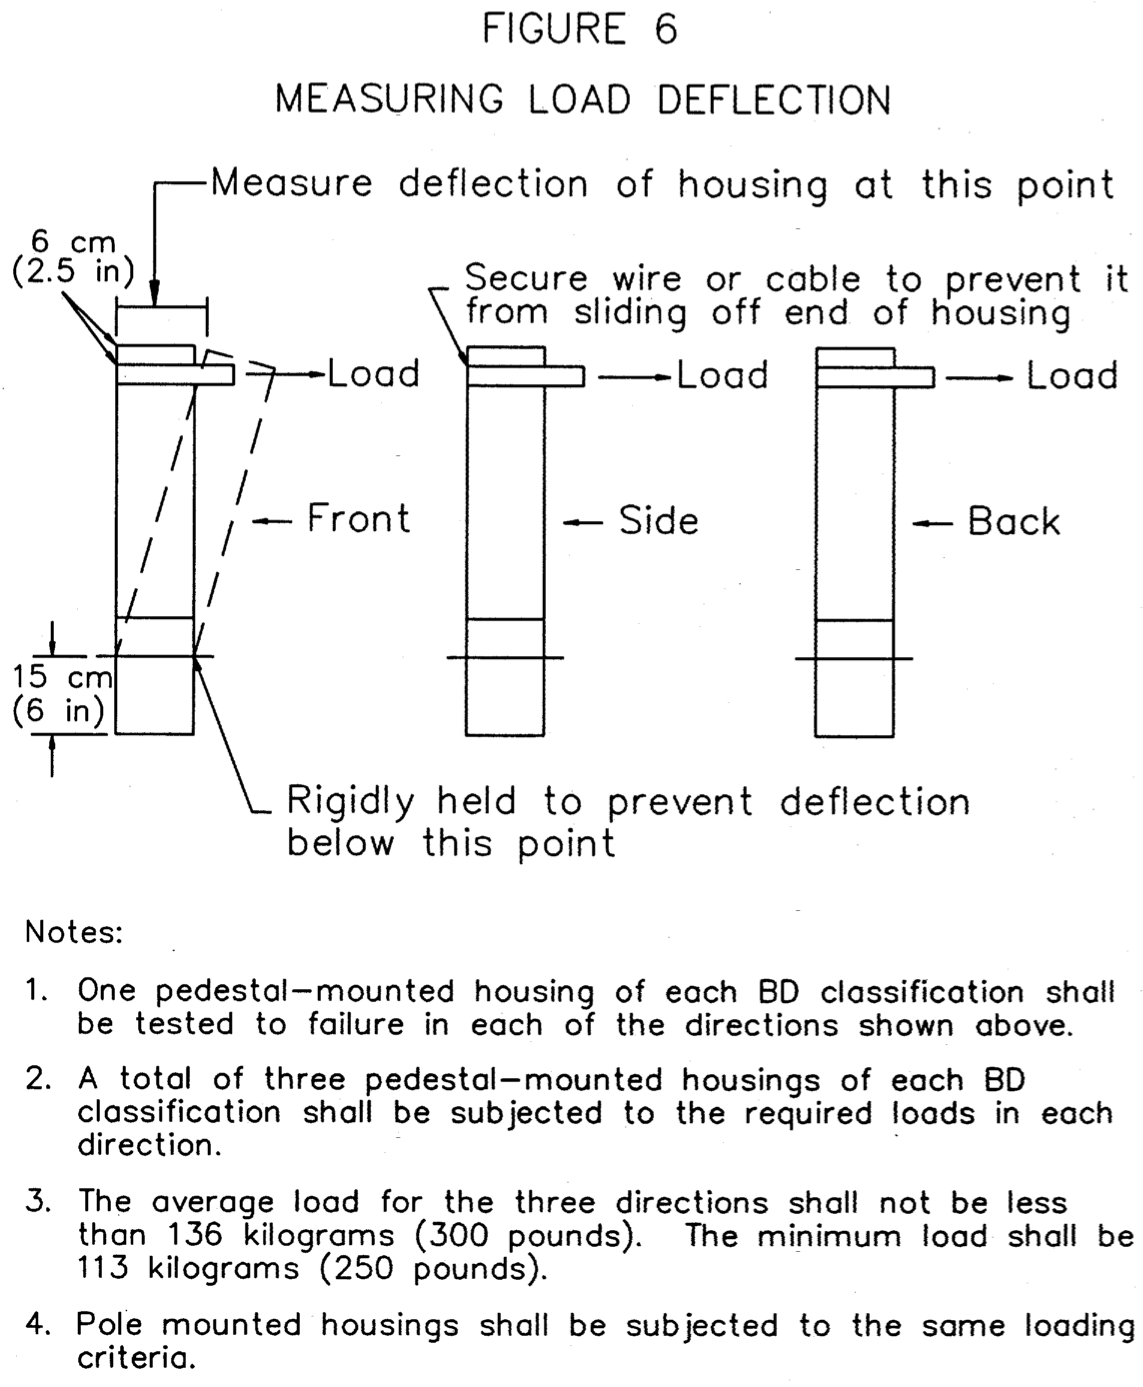 FIGURE 6
MEASURING LOAD DEFLECTION
Measure deflection of housing at this point
6 cm
(2.5 in)
Secure wire or cable to prevent it
from sliding off end of housing
Load
Load
Load
Front
Side
Back
15 cm
(6 in)
Rigidly held to prevent deflection
below this point
Notes:
1. One pedestal-mounted housing of each BD classification shall
be tested to failure in each of the directions shown above.
2. A total of three pedestal-mounted housings of each BD
classification shall be subjected to the required loads in each
direction.
3. The average load for the three directions shall not be less
than 136 kilograms (300 pounds). The minimum load shall be
113 kilograms (250 pounds).
4. Pole mounted housings shall be subjected to the same loading
criteria.